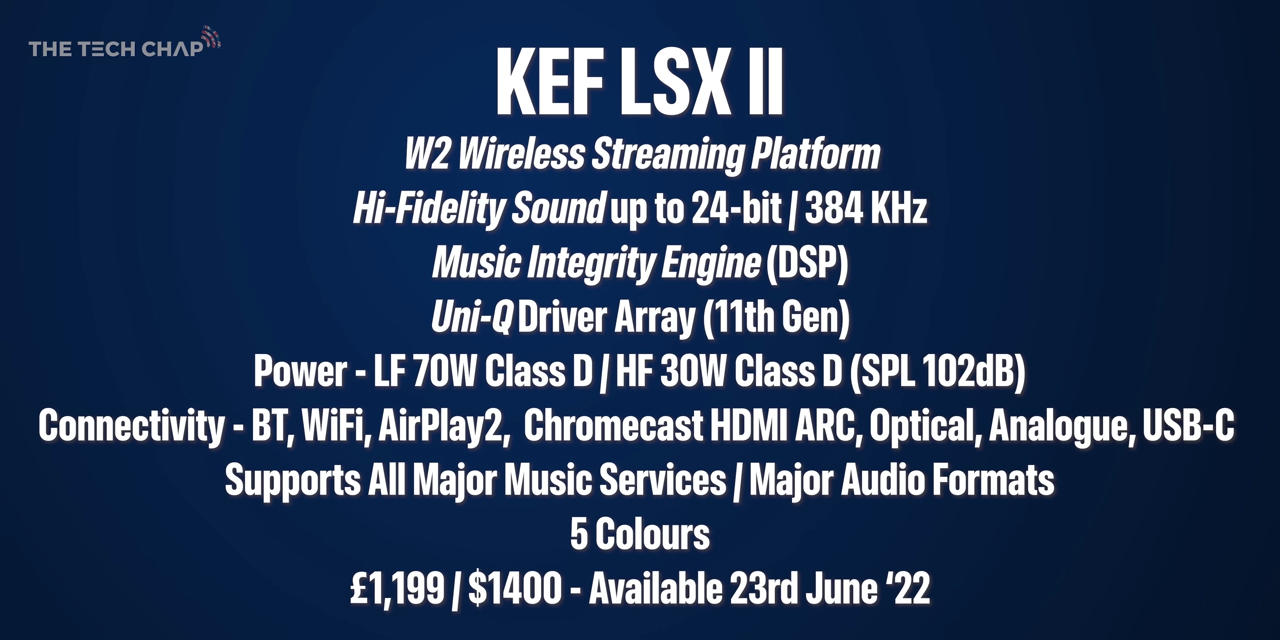 THE TECH CHAP
KEF LSX II
W2 Wireless Streaming Platform
Hi-Fidelity Sound up to 24-bit / 384 KHz
Music Integrity Engine (DSP)
Uni-Q Driver Array (11th Gen)
Power - LF 70W Class D / HF 30W Class D (SPL 102dB)
Connectivity - BT, WiFi, AirPlay2,  Chromecast HDMI ARC, Optical, Analogue, USB-C
Supports All Major Music Services / Major Audio Formats
5 Colours
£1,199 / $1400 - Available 23rd June ‘22